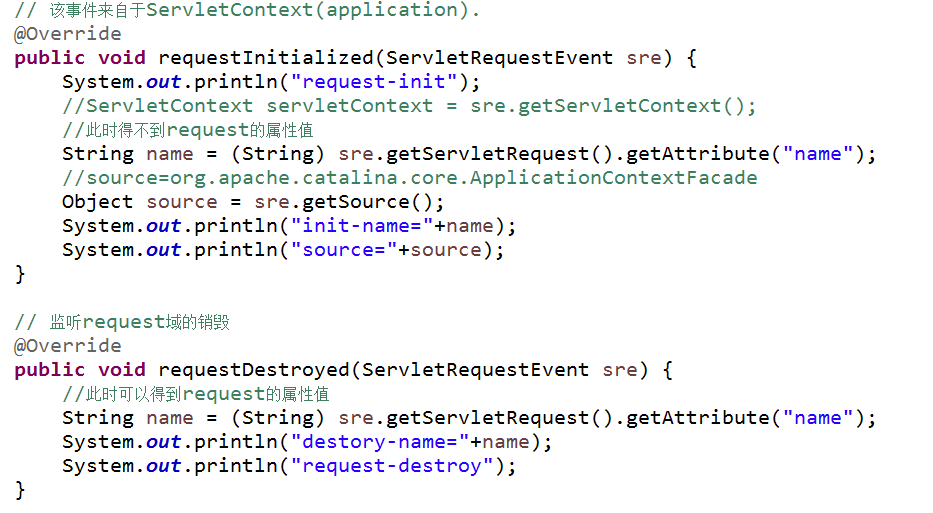 // 该事件来自于ServletContext(application).
@Override
public void requestInitialized(ServletRequestEvent sre) {
    System.out.println("request-init");
    //ServletContext servletContext = sre.getServletContext();
    //此时得不到request的属性值
    String name = (String) sre.getServletRequest().getAttribute("name");
    //source=org.apache.catalina.core.ApplicationContextFacade
    Object source = sre.getSource();
    System.out.println("init-name="+name);
    System.out.println("source="+source);
}
// 监听request域的销毁
@Override
public void requestDestroyed(ServletRequestEvent sre) {
    //此时可以得到request的属性值
    String name = (String) sre.getServletRequest().getAttribute("name");
    System.out.println("destory-name="+name);
    System.out.println("request-destroy");
}